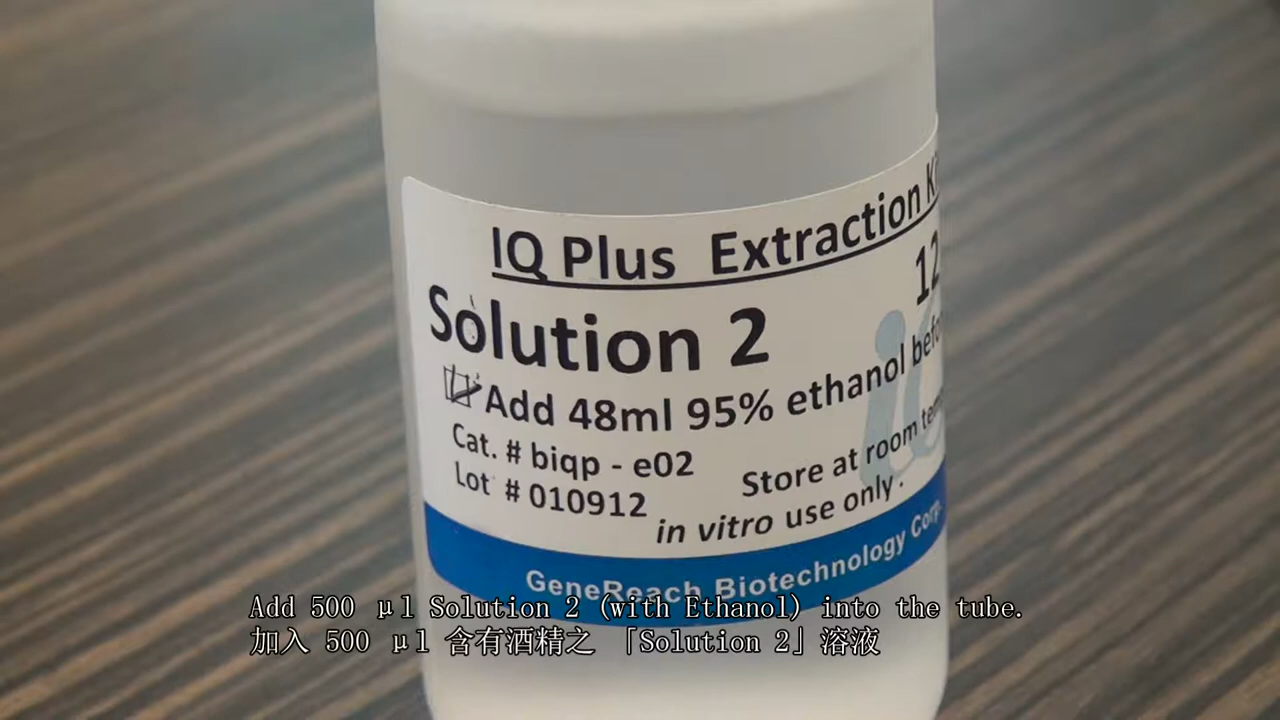 IQ Plus Extraction
Solution 2
12
Add 48ml 95% ethanol
Cat. # biqp - e02
Lot # 010912
Store at room
in vitro use only.
GeneReach Biotechnology Corp.
Add 500 μl Solution 2 (with Ethanol) into the tube.
加入 500 μl 含有酒精之 「Solution 2」溶液